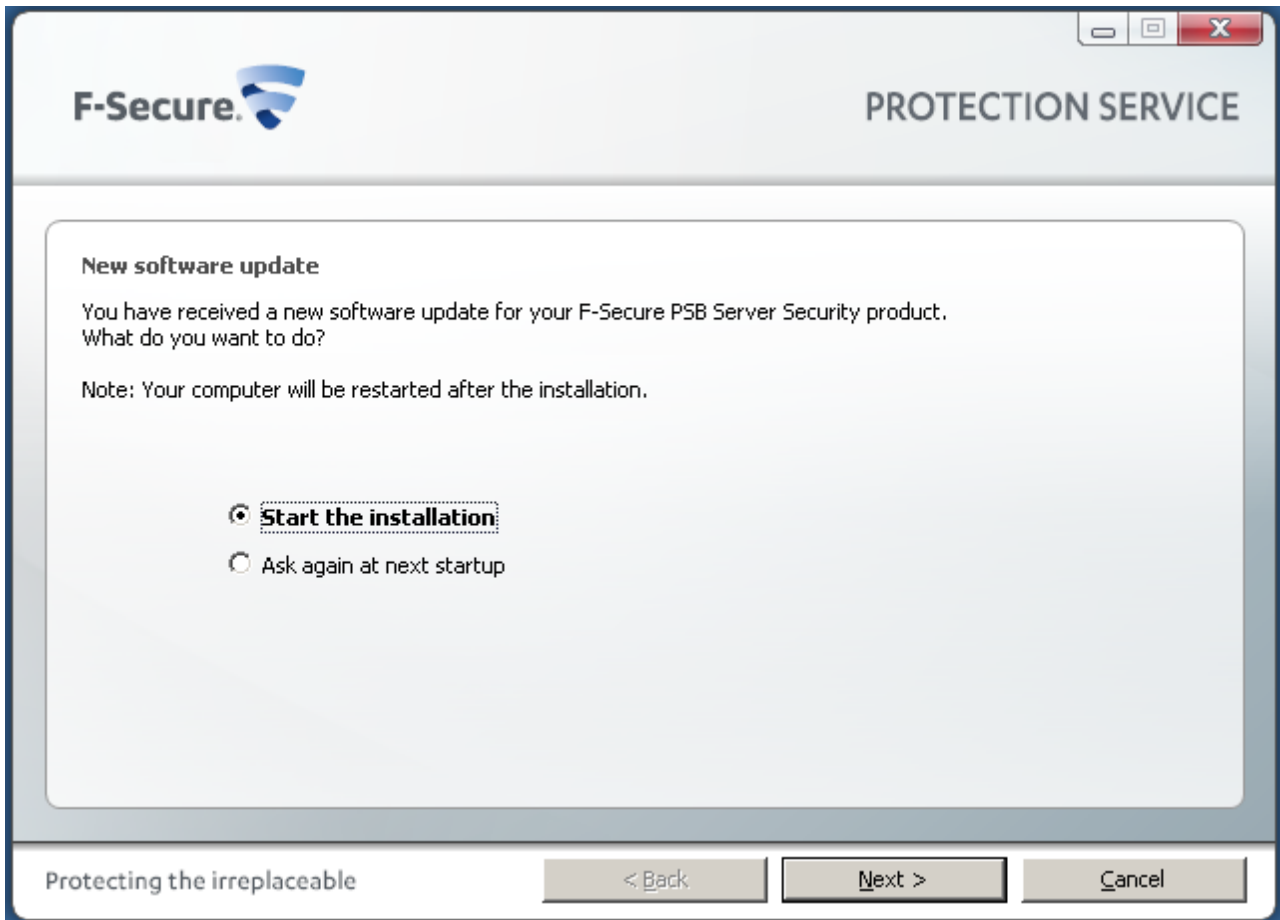 F-Secure.
PROTECTION SERVICE
New software update
You have received a new software update for your F-Secure PSB Server Security product.
What do you want to do?
Note: Your computer will be restarted after the installation.
Start the installation
Ask again at next startup
Protecting the irreplaceable
< Back
Next >
Cancel